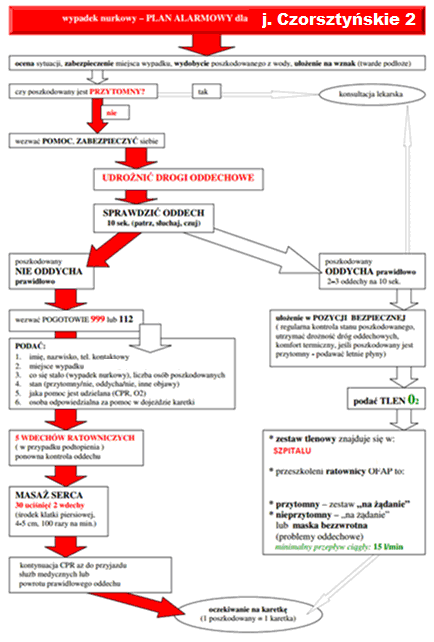 wypadek nurkowy – PLAN ALARMOWY dla j. Czorsztyńskie 2
ocena sytuacji, zabezpieczenie miejsca wypadku, wydobycie poszkodowanego z wody, ułożenie na wznak (twarde podłoże)
czy poszkodowany jest PRZYTOMNY?
tak
konsultacja lekarska
nie
wezwać POMOC, ZABEZPIECZYĆ siebie
UDROŻNIĆ DROGI ODDECHOWE
SPRAWDZIĆ ODDECH
10 sek. (patrz, słuchaj, czuj)
poszkodowany
NIE ODDYCHA
prawidłowo
poszkodowany
ODDYCHA prawidłowo
2=3 oddechy na 10 sek.
wezwać POGOTOWIE 999 lub 112
PODAĆ:
1. imię, nazwisko, tel. kontaktowy
2. miejsce wypadku
3. co się stało (wypadek nurkowy), liczba osób poszkodowanych
4. stan (przytomny/nie, oddycha/nie, inne objawy)
5. jaka pomoc jest udzielana (CPR, O2)
6. osoba odpowiedzialna za pomoc w dojeździe karetki
ułożenie w POZYCJI BEZPIECZNEJ
( regularna kontrola stanu poszkodowanego,
utrzymać drożność dróg oddechowych,
komfort termiczny, jeśli poszkodowany jest
przytomny - podawać letnie płyny)
podać TLEN O2
5 WDECHÓW RATOWNICZYCH
( w przypadku podtopienia )
ponowna kontrola oddechu
MASAŻ SERCA
30 uciśnięć 2 wdechy
(środek klatki piersiowej,
4=5 cm, 100 razy na min.)
* zestaw tlenowy znajduje się w:
SZPITALU
* przeszkoleni ratownicy OFAP to:
* przytomny – zestaw „na żądanie"
* nieprzytomny – „na żądanie"
lub maska bezzwrotna
(problemy oddechowe)
minimalny przepływ ciągły: 15 l/min
kontynuacja CPR aż do przyjazdu
służb medycznych lub
powrotu prawidłowego oddechu
oczekiwanie na karetkę
(1 poszkodowany = 1 karetka)